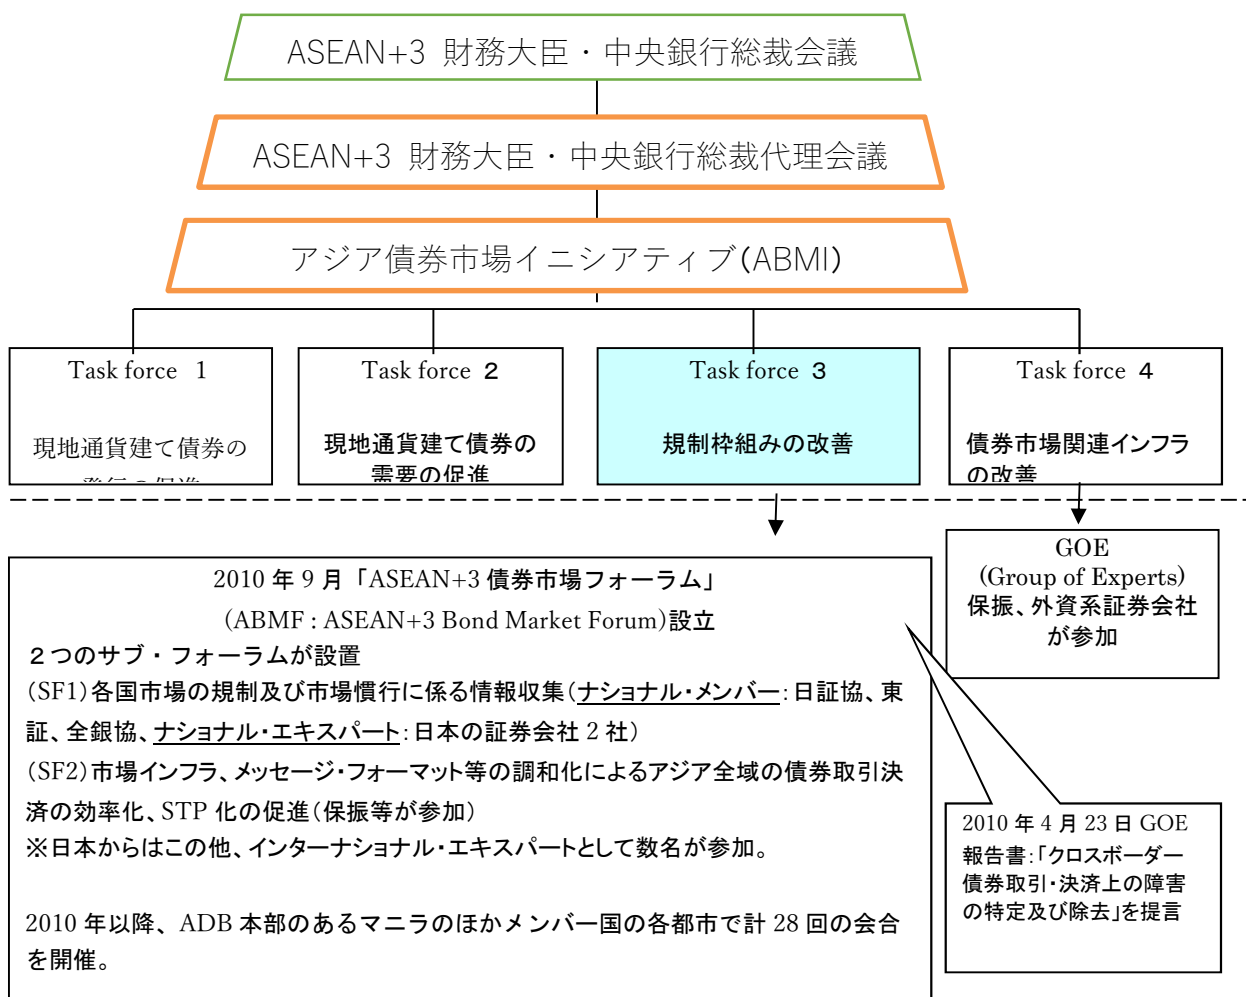 ASEAN+3 財務大臣・中央銀行総裁会議
ASEAN+3 財務大臣・中央銀行総裁代理会議
アジア債券市場イニシアティブ(ABMI)
Task force 1
現地通貨建て債券の
発行の促進
Task force 2
現地通貨建て債券の
需要の促進
Task force 3
規制枠組みの改善
Task force 4
債券市場関連インフラ
の改善
GOE
(Group of Experts)
保振、外資系証券会社
が参加
2010 年 9 月「ASEAN+3 債券市場フォーラム」
(ABMF : ASEAN+3 Bond Market Forum)設立
2つのサブ・フォーラムが設置
(SF1)各国市場の規制及び市場慣行に係る情報収集(ナショナル・メンバー:日証協、東
証、全銀協、ナショナル・エキスパート:日本の証券会社 2 社)
(SF2)市場インフラ、メッセージ・フォーマット等の調和化によるアジア全域の債券取引決
済の効率化、STP 化の促進(保振等が参加)
※日本からはこの他、インターナショナル・エキスパートとして数名が参加。
2010 年以降、ADB 本部のあるマニラのほかメンバー国の各都市で計 28 回の会合
を開催。
2010 年 4 月 23 日 GOE
報告書:「クロスボーダー
債券取引・決済上の障害
の特定及び除去」を提言